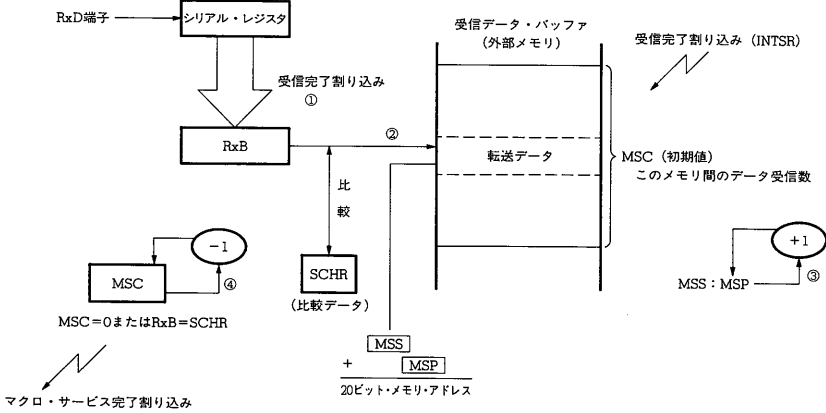 RxD端子
シリアル・レジスタ
受信完了割り込み
①
RxB
②
比較
SCHR
(比較データ)
受信データ・バッファ
(外部メモリ)
転送データ
受信完了割り込み (INTSR)
MSC (初期値)
このメモリ間のデータ受信数
+1
MSS:MSP
③
-1
MSC
④
MSC=0またはRxB=SCHR
マクロ・サービス完了割り込み
MSS
+ MSP
20ビット・メモリ・アドレス